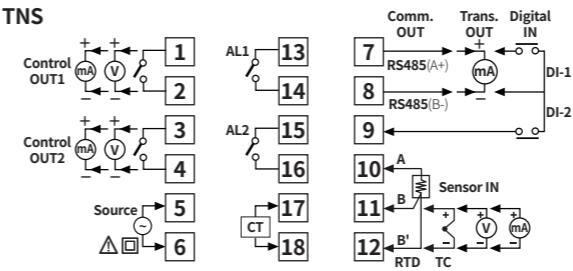 TNS
Control
OUT1
+
mA
−
+
V
−
1
2
Control
OUT2
+
mA
−
+
V
−
3
4
Source
~
5
6
AL1
13
14
AL2
15
16
CT
17
18
Comm.
OUT
Trans.
OUT
Digital
IN
7
RS485(A+)
8
RS485(B-)
9
+
mA
−
DI-1
DI-2
10
A
11
B
12
B'
Sensor IN
RTD
TC
+
−
+
V
−
+
mA
−